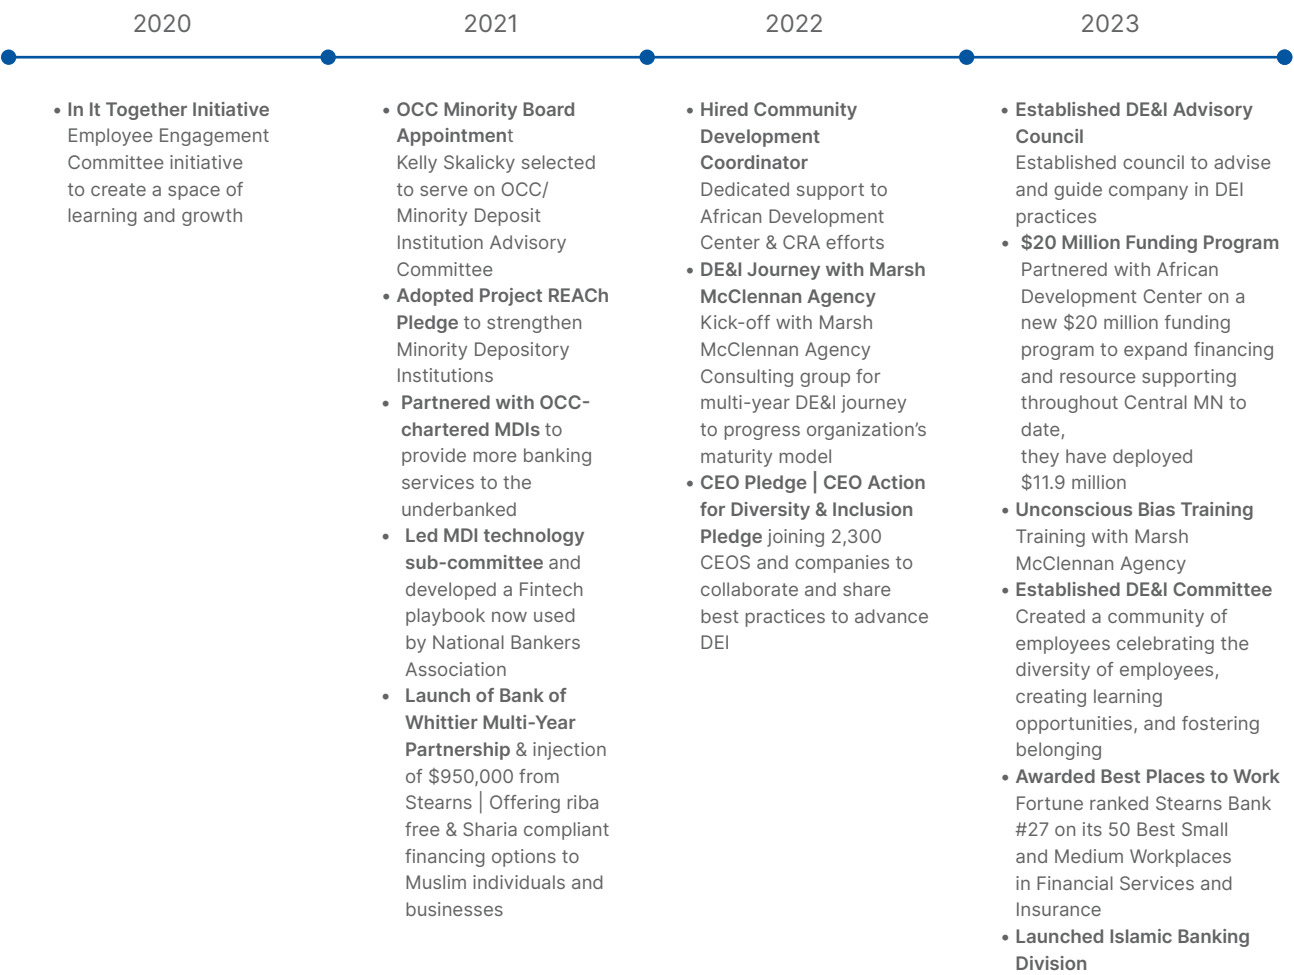 2020
2021
2022
2023
• In It Together Initiative
Employee Engagement
Committee initiative
to create a space of
learning and growth
• OCC Minority Board
Appointment
Kelly Skalicky selected
to serve on OCC/
Minority Deposit
Institution Advisory
Committee
• Adopted Project REACh
Pledge to strengthen
Minority Depository
Institutions
• Partnered with OCC-
chartered MDIs to
provide more banking
services to the
underbanked
• Led MDI technology
sub-committee and
developed a Fintech
playbook now used
by National Bankers
Association
• Launch of Bank of
Whittier Multi-Year
Partnership & injection
of $950,000 from
Stearns | Offering riba
free & Sharia compliant
financing options to
Muslim individuals and
businesses
• Hired Community
Development
Coordinator
Dedicated support to
African Development
Center & CRA efforts
• DE&I Journey with Marsh
McClennan Agency
Kick-off with Marsh
McClennan Agency
Consulting group for
multi-year DE&I journey
to progress organization’s
maturity model
• CEO Pledge | CEO Action
for Diversity & Inclusion
Pledge joining 2,300
CEOS and companies to
collaborate and share
best practices to advance
DEI
• Established DE&I Advisory
Council
Established council to advise
and guide company in DEI
practices
• $20 Million Funding Program
Partnered with African
Development Center on a
new $20 million funding
program to expand financing
and resource supporting
throughout Central MN to
date,
they have deployed
$11.9 million
• Unconscious Bias Training
Training with Marsh
McClennan Agency
• Established DE&I Committee
Created a community of
employees celebrating the
diversity of employees,
creating learning
opportunities, and fostering
belonging
• Awarded Best Places to Work
Fortune ranked Stearns Bank
#27 on its 50 Best Small
and Medium Workplaces
in Financial Services and
Insurance
• Launched Islamic Banking
Division